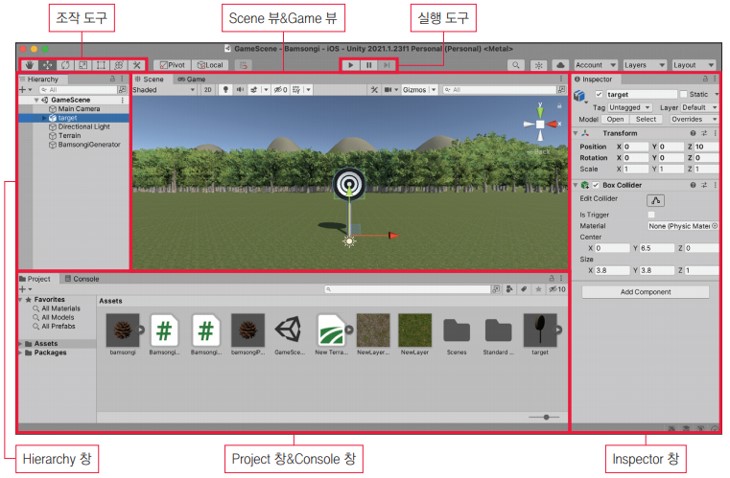 조작 도구
Scene 뷰&Game 뷰
실행 도구
GameScene - Bamsongi - iOS - Unity 2021.1.23f1 Personal (Personal) <Metal>
Pivot Local
Account Layers Layout
Hierarchy
All
GameScene
Main Camera
target
Directional Light
Terrain
BamsongiGenerator
Scene Game
Shaded 2D 0 Gizmos All
y
Inspector
target Static
Tag Untagged Layer Default
Model Open Select Overrides
Transform
Position X 0 Y 0 Z 10
Rotation X 0 Y 0 Z 0
Scale X 1 Y 1 Z 1
Box Collider
Edit Collider
Is Trigger
Material None (Physic Mater
Center
X 0 Y 6.5 Z 0
Size
X 3.8 Y 3.8 Z 1
Add Component
Project Console
10
Favorites
All Materials
All Models
All Prefabs
Assets
Packages
Assets
bamsongi Bamsongi... Bamsongi... bamsongiP... GameSce... New Terra... NewLayer... NewLayer Scenes Standard ... target
Hierarchy 창
Project 창&Console 창
Inspector 창